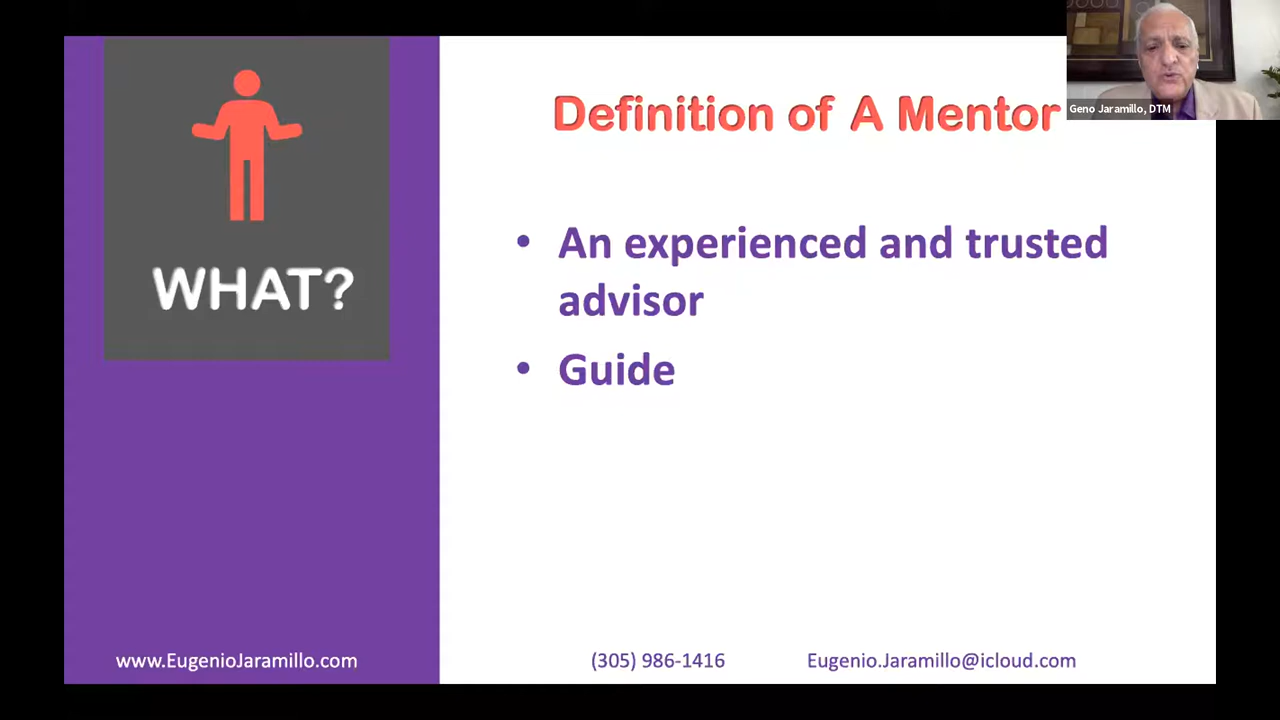 Geno Jaramillo, DTM
Definition of A Mentor
WHAT?
• An experienced and trusted
advisor
• Guide
www.EugenioJaramillo.com
(305) 986-1416
Eugenio.Jaramillo@icloud.com